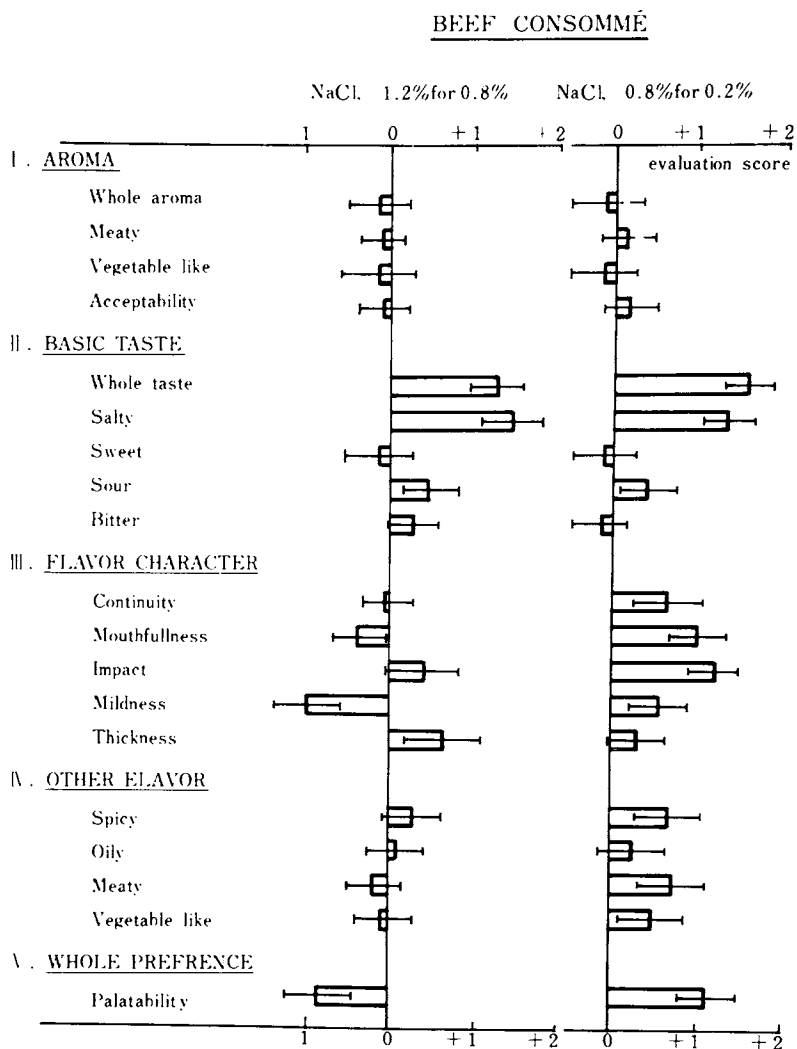 BEEF CONSOMMÉ
NaCl, 1.2%for 0.8% NaCl, 0.8%for 0.2%
1 0 +1 +2 0 +1 +2
evaluation score
I. AROMA
Whole aroma
Meaty
Vegetable like
Acceptability
II. BASIC TASTE
Whole taste
Salty
Sweet
Sour
Bitter
III. FLAVOR CHARACTER
Continuity
Mouthfullness
Impact
Mildness
Thickness
IV. OTHER ELAVOR
Spicy
Oily
Meaty
Vegetable like
V. WHOLE PREFRENCE
Palatability
1 0 +1 +2 0 +1 +2